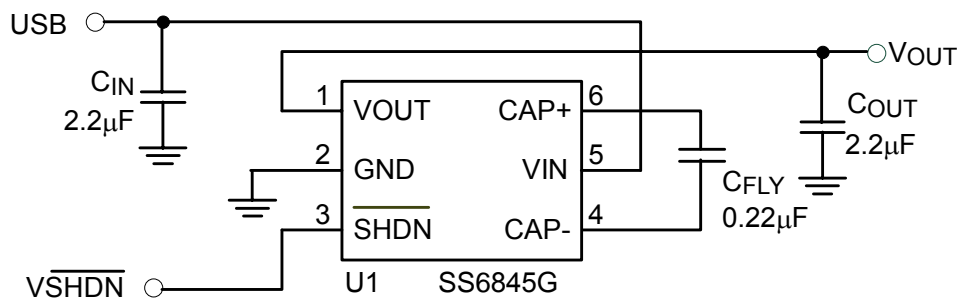 USB
VOUT
CIN
2.2μF
1
VOUT
CAP+
6
COUT
2.2μF
2
GND
VIN
5
CFLY
0.22μF
3
SHDN
CAP-
4
VSHDN
U1
SS6845G